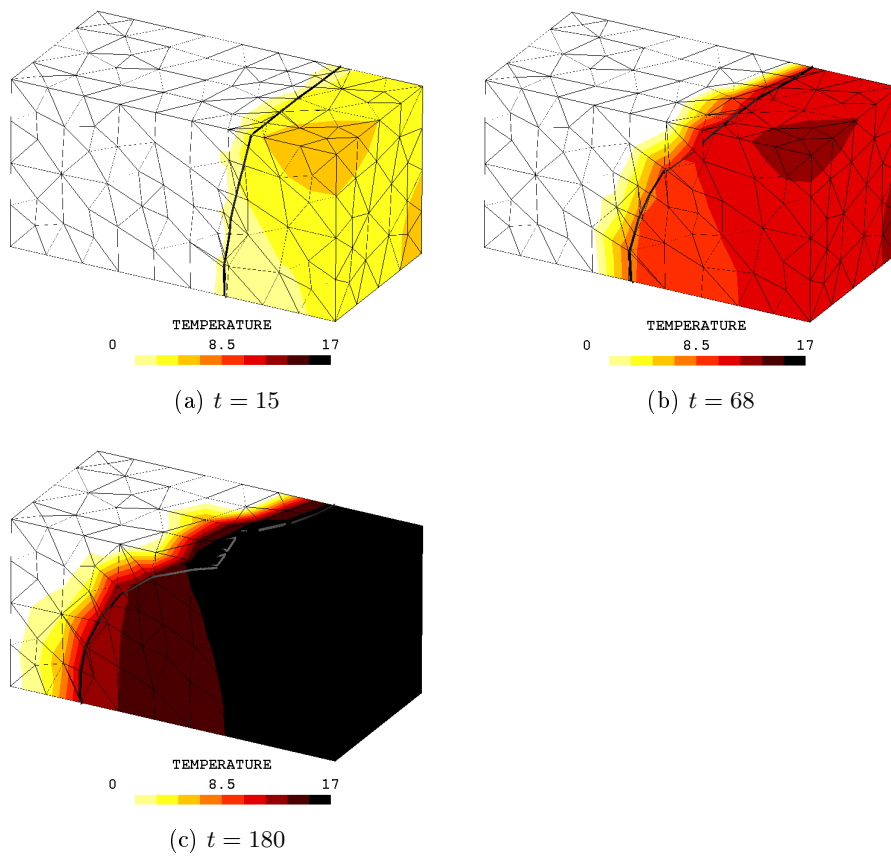 TEMPERATURE
0 8.5 17
(a) t = 15
TEMPERATURE
0 8.5 17
(b) t = 68
TEMPERATURE
0 8.5 17
(c) t = 180